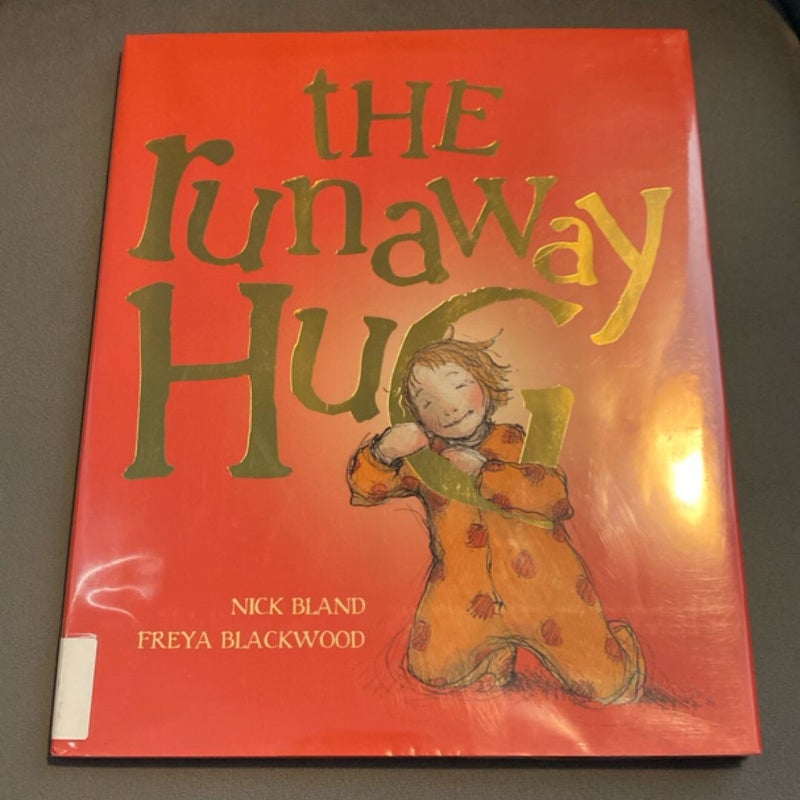 tHE
runaway
HuG
NICK BLAND
FREYA BLACKWOOD